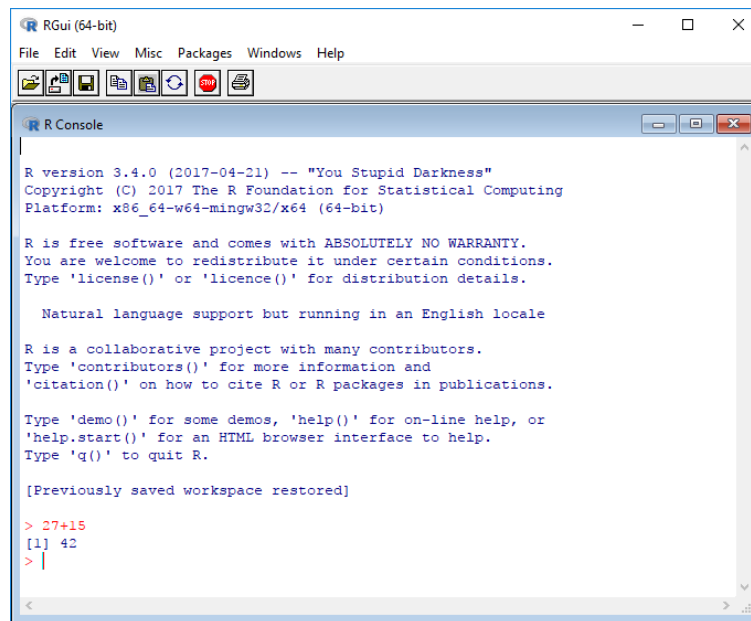 RGui (64-bit)
File Edit View Misc Packages Windows Help
STOP
R Console
R version 3.4.0 (2017-04-21) -- "You Stupid Darkness"
Copyright (C) 2017 The R Foundation for Statistical Computing
Platform: x86_64-w64-mingw32/x64 (64-bit)
R is free software and comes with ABSOLUTELY NO WARRANTY.
You are welcome to redistribute it under certain conditions.
Type 'license()' or 'licence()' for distribution details.
Natural language support but running in an English locale
R is a collaborative project with many contributors.
Type 'contributors()' for more information and
'citation()' on how to cite R or R packages in publications.
Type 'demo()' for some demos, 'help()' for on-line help, or
'help.start()' for an HTML browser interface to help.
Type 'q()' to quit R.
[Previously saved workspace restored]
> 27+15
[1] 42
>